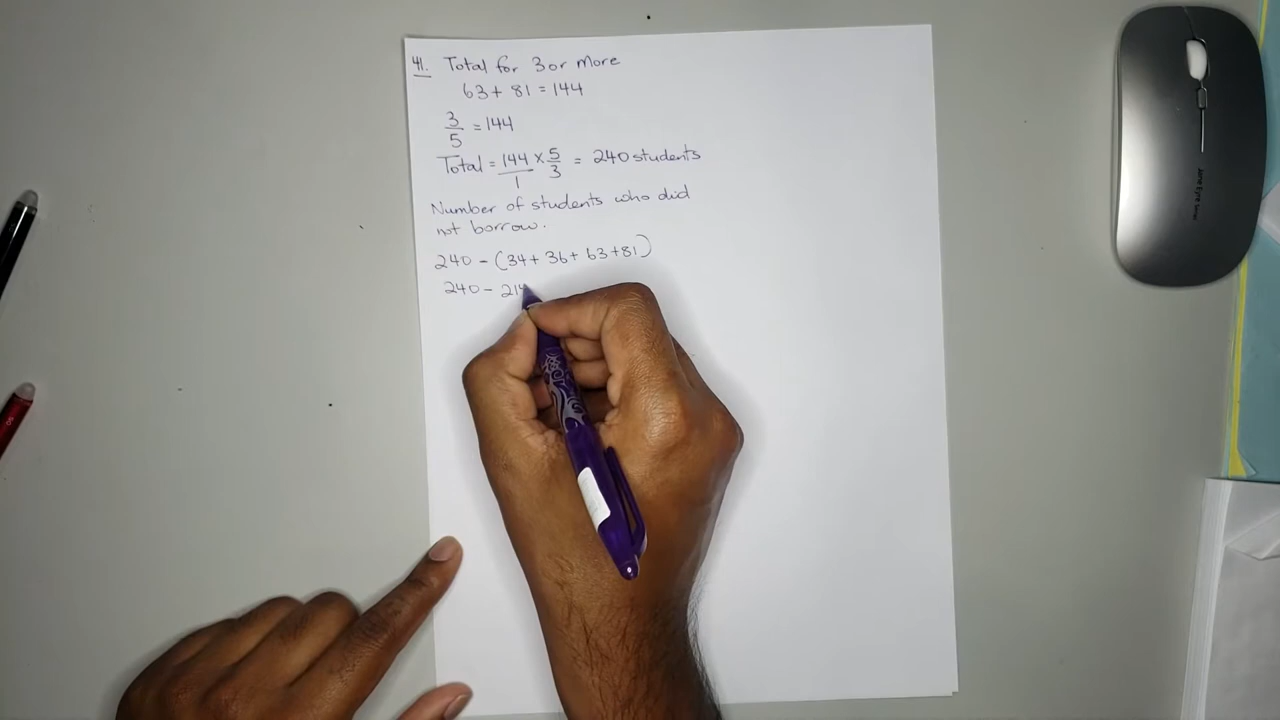 41. Total for 3 or more
63 + 81 = 144
3/5 = 144
Total = 144/1 × 5/3 = 240 students
Number of students who did
not borrow.
240 - (34 + 36 + 63 + 81)
240 - 214